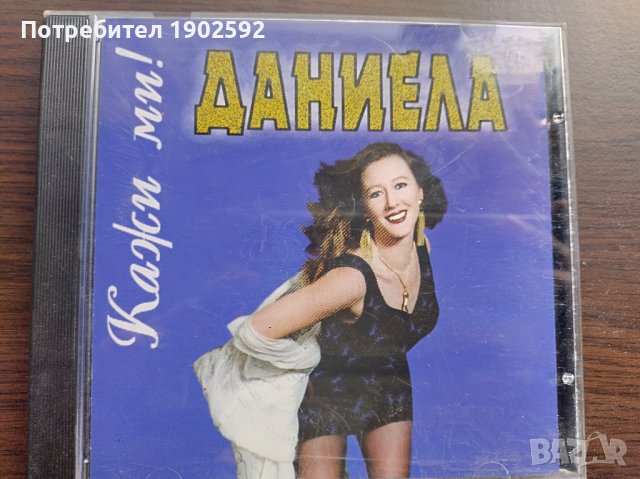 Потребител 1902592
Кажи ми!
ДАНИЕЛА
BAZAR